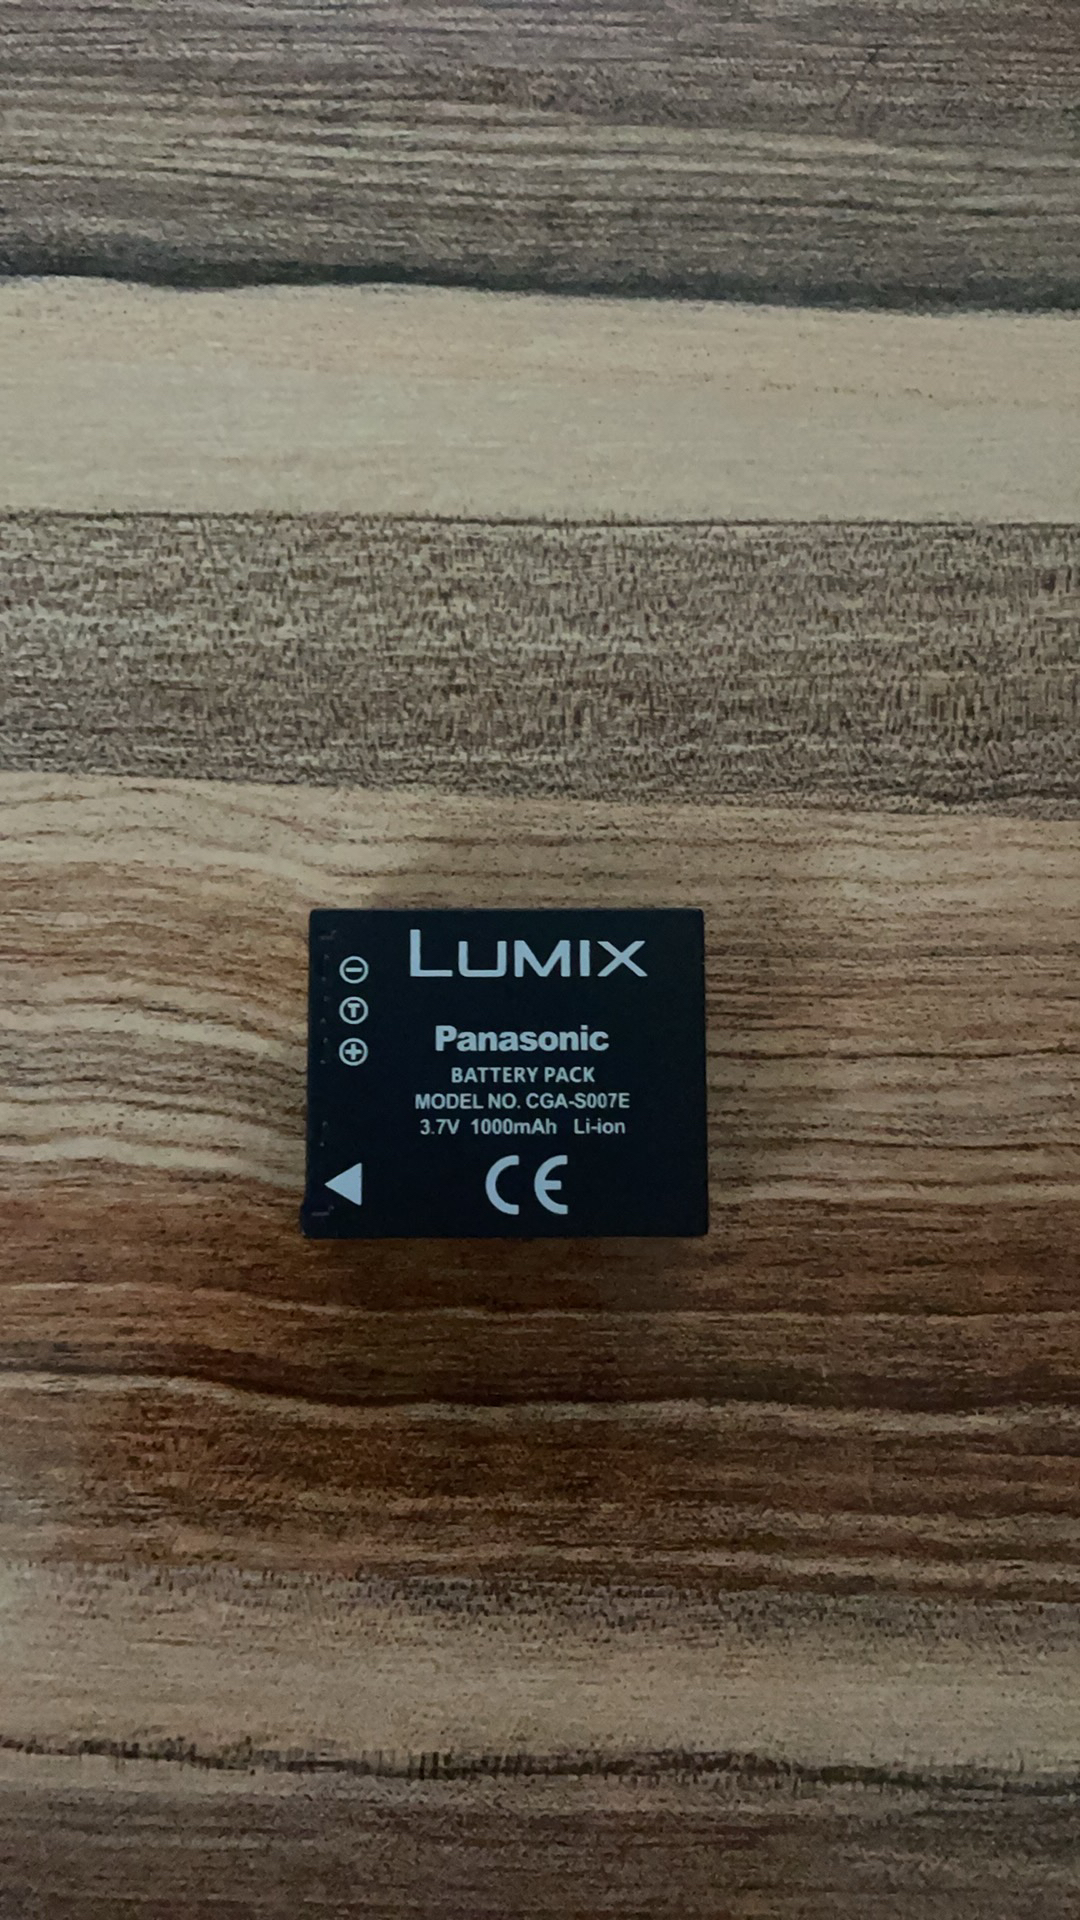 LUMIX
Panasonic
BATTERY PACK
MODEL NO. CGA-S007E
3.7V 1000mAh Li-ion
CE
T